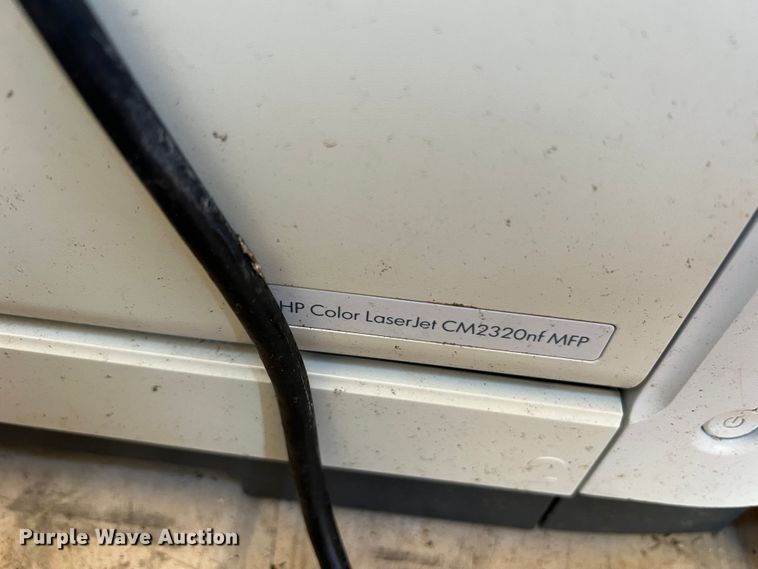 HP Color LaserJet CM2320nf MFP
Purple Wave Auction